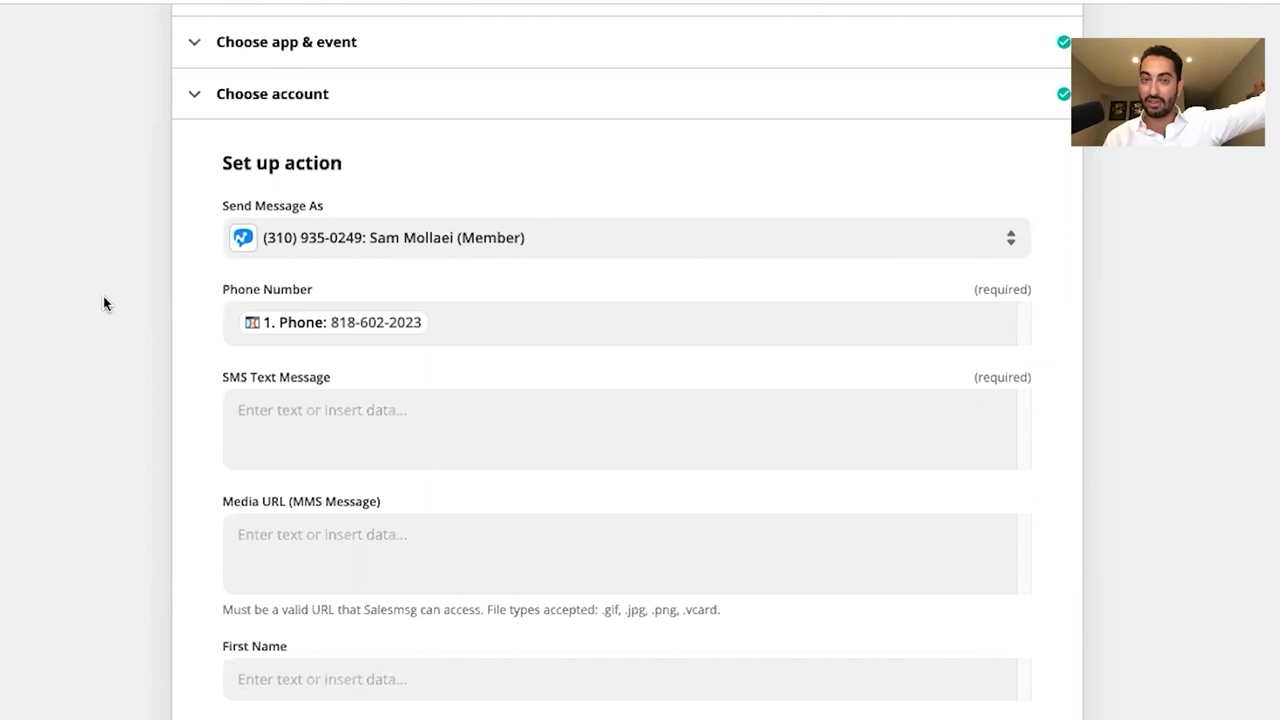 Choose app & event
Choose account
Set up action
Send Message As
(310) 935-0249: Sam Mollaei (Member)
Phone Number (required)
1. Phone: 818-602-2023
SMS Text Message (required)
Enter text or insert data...
Media URL (MMS Message)
Enter text or insert data...
Must be a valid URL that Salesmsg can access. File types accepted: .gif, .jpg, .png, .vcard.
First Name
Enter text or insert data...